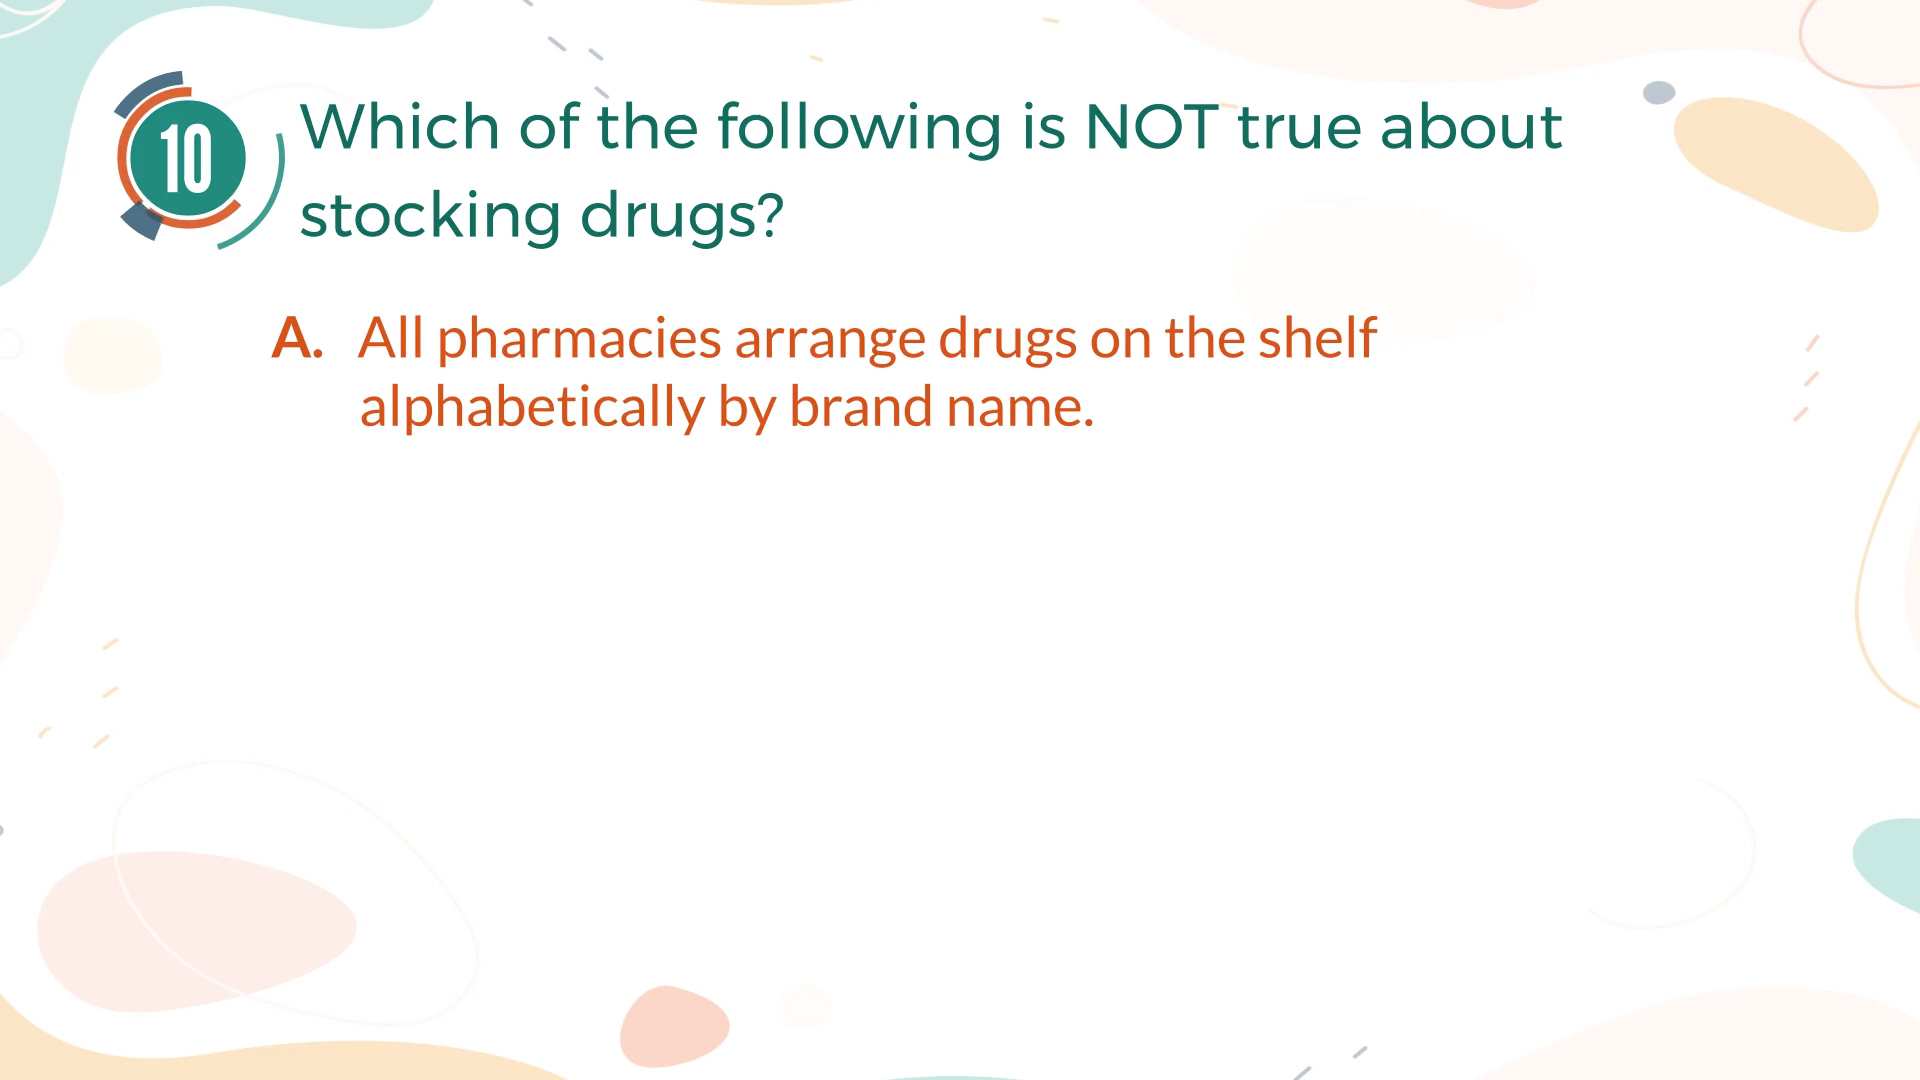 10
Which of the following is NOT true about
stocking drugs?
A. All pharmacies arrange drugs on the shelf
alphabetically by brand name.